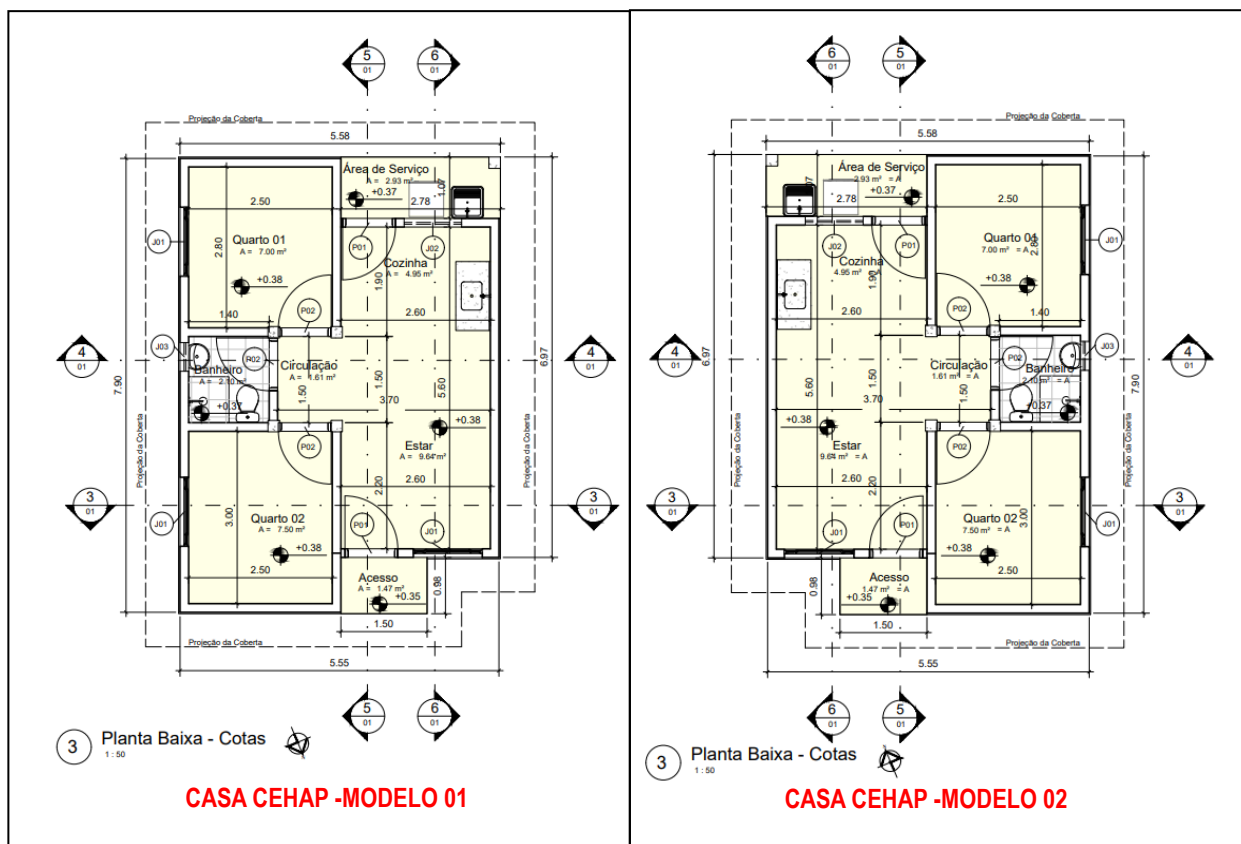 5
01
6
01
Projeção da Coberta
5.58
Área de Serviço
A = 2.93 m²
+0.37
1.07
2.50
2.78
J01
Quarto 01
A = 7.00 m²
2.80
P01
J02
Cozinha
A = 4.95 m²
+0.38
1.90
P02
1.40
2.60
J03
4
01
R02
Circulação
A = 1.61 m²
Banheiro
A = 2.10 m²
4
01
6.97
7.90
1.50
1.50
5.60
3.70
+0.37
+0.38
P02
Estar
A = 9.64 m²
Projeção da Coberta
Projeção da Coberta
2.20
2.60
3
01
3
01
J01
Quarto 02
A = 7.50 m²
3.00
P01
J01
+0.38
2.50
Acesso
A = 1.47 m²
0.98
+0.35
1.50
Projeção da Coberta
5.55
5
01
6
01
3
Planta Baixa - Cotas
1 : 50
CASA CEHAP -MODELO 01
6
01
5
01
Projeção da Coberta
5.58
Área de Serviço
2.93 m² = A
+0.37
2.78
2.50
J02
P01
Quarto 01
7.00 m² = A
J01
Cozinha
4.95 m² = A
1.90
+0.38
P02
2.60
1.40
J03
4
01
Circulação
1.61 m² = A
P02
Banheiro
2.10 m² = A
4
01
6.97
7.90
5.60
1.50
1.50
3.70
+0.37
+0.38
P02
Estar
9.64 m² = A
Projeção da Coberta
Projeção da Coberta
2.20
2.60
3
01
3
01
J01
P01
Quarto 02
7.50 m² = A
3.00
J01
+0.38
2.50
Acesso
1.47 m² = A
0.98
+0.35
1.50
Projeção da Coberta
5.55
6
01
5
01
3
Planta Baixa - Cotas
1 : 50
CASA CEHAP -MODELO 02